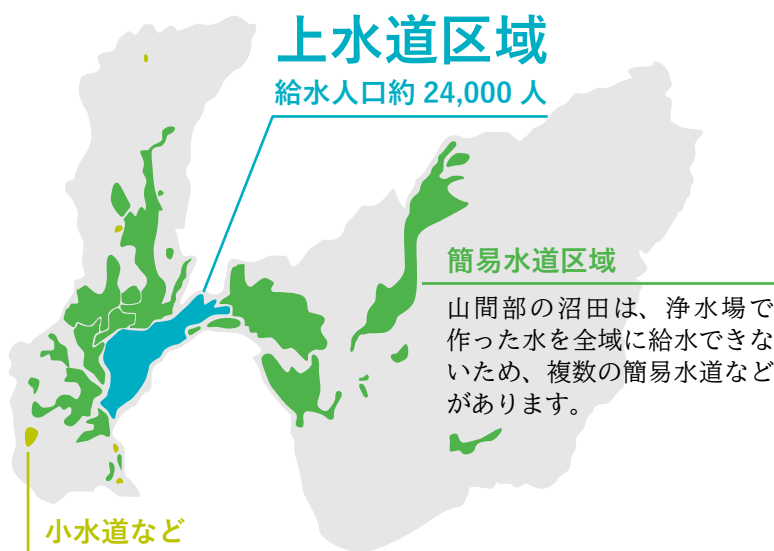 上水道区域
給水人口約 24,000 人
簡易水道区域
山間部の沼田は、浄水場で
作った水を全域に給水できな
いため、複数の簡易水道など
があります。
小水道など